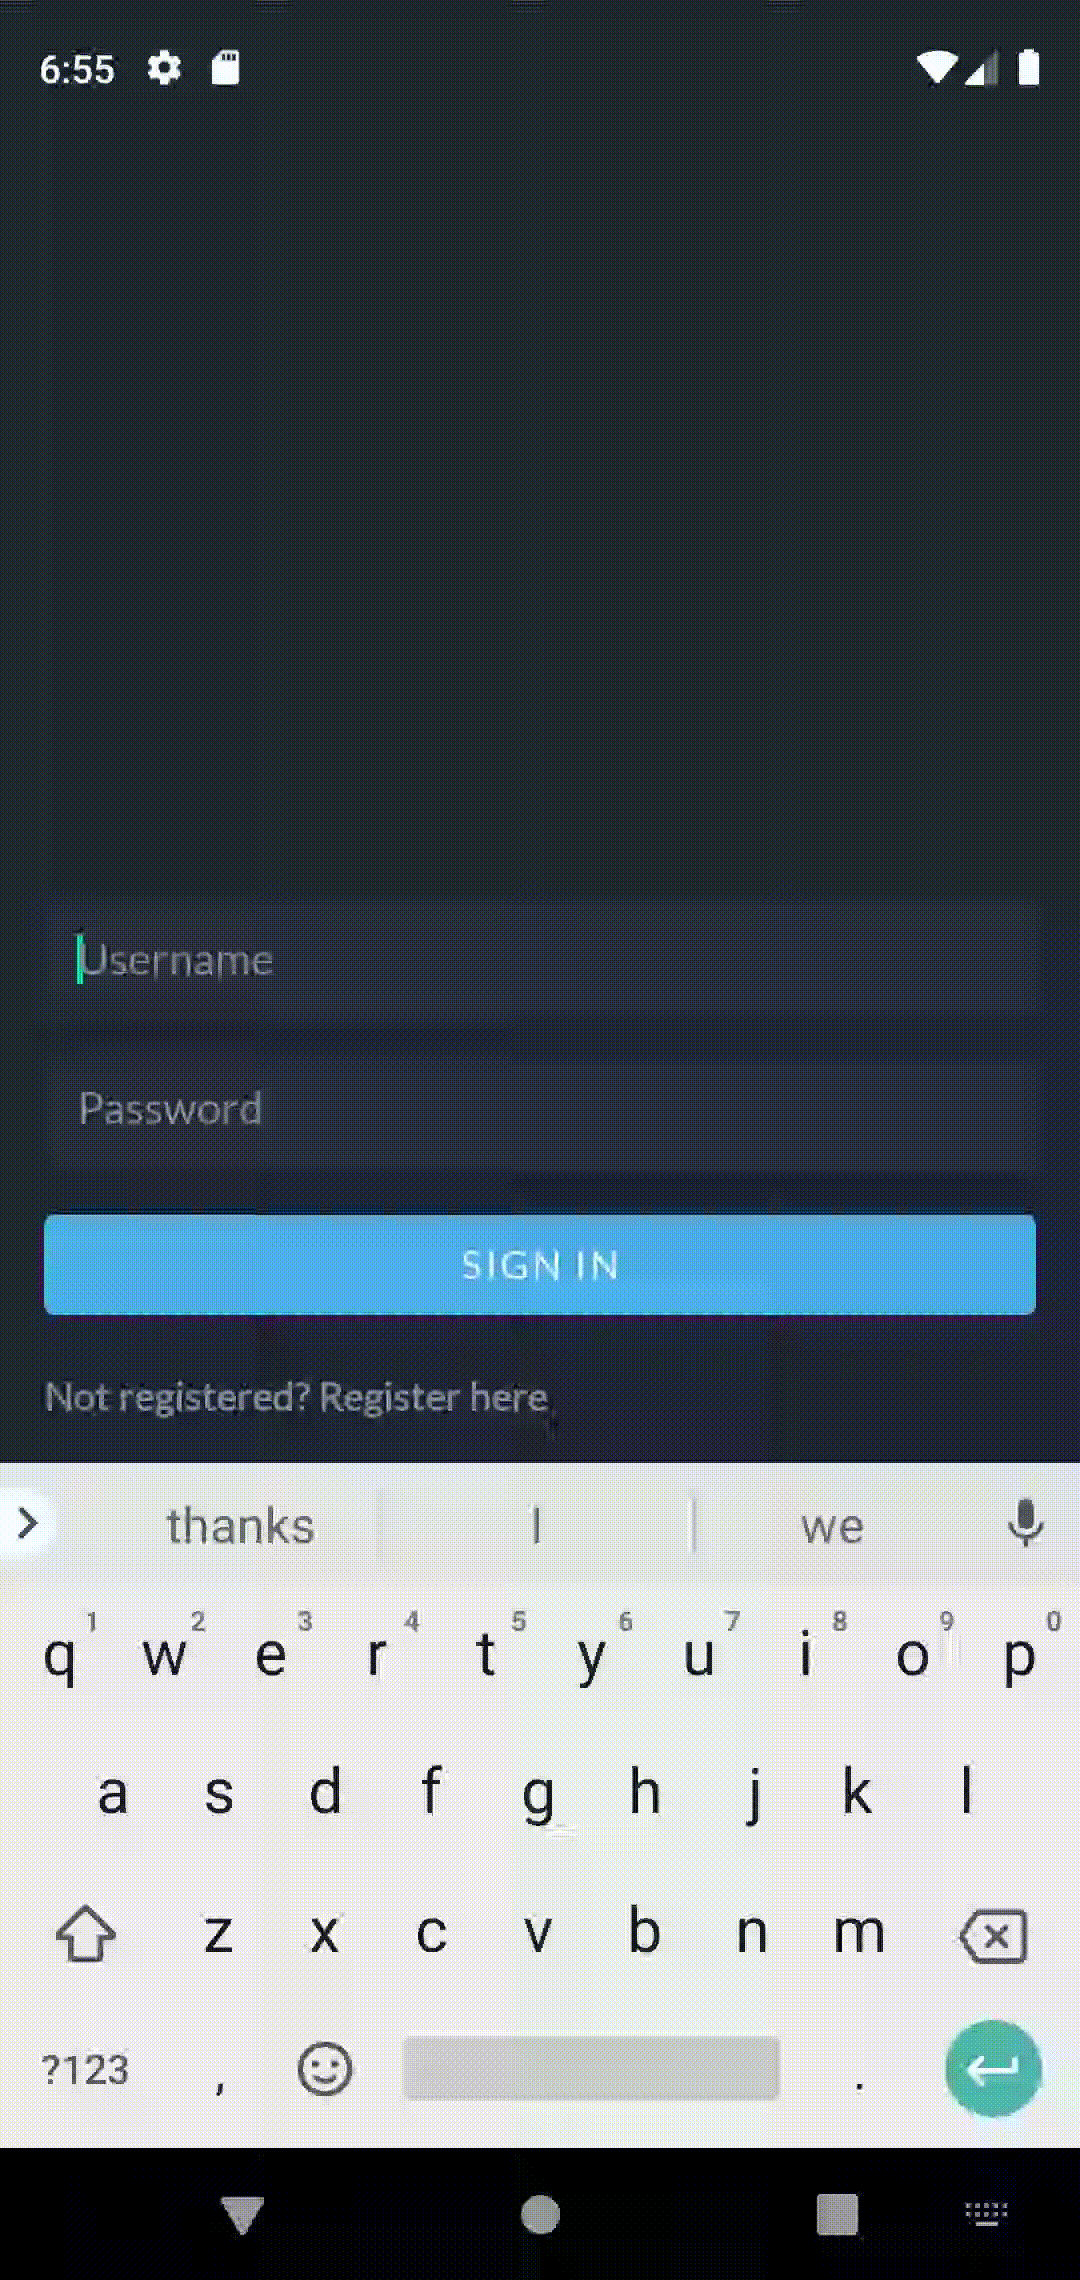 6:55
Username
Password
SIGN IN
Not registered? Register here
thanks I we
1 2 3 4 5 6 7 8 9 0
q w e r t y u i o p
a s d f g h j k l
z x c v b n m
?123 , .